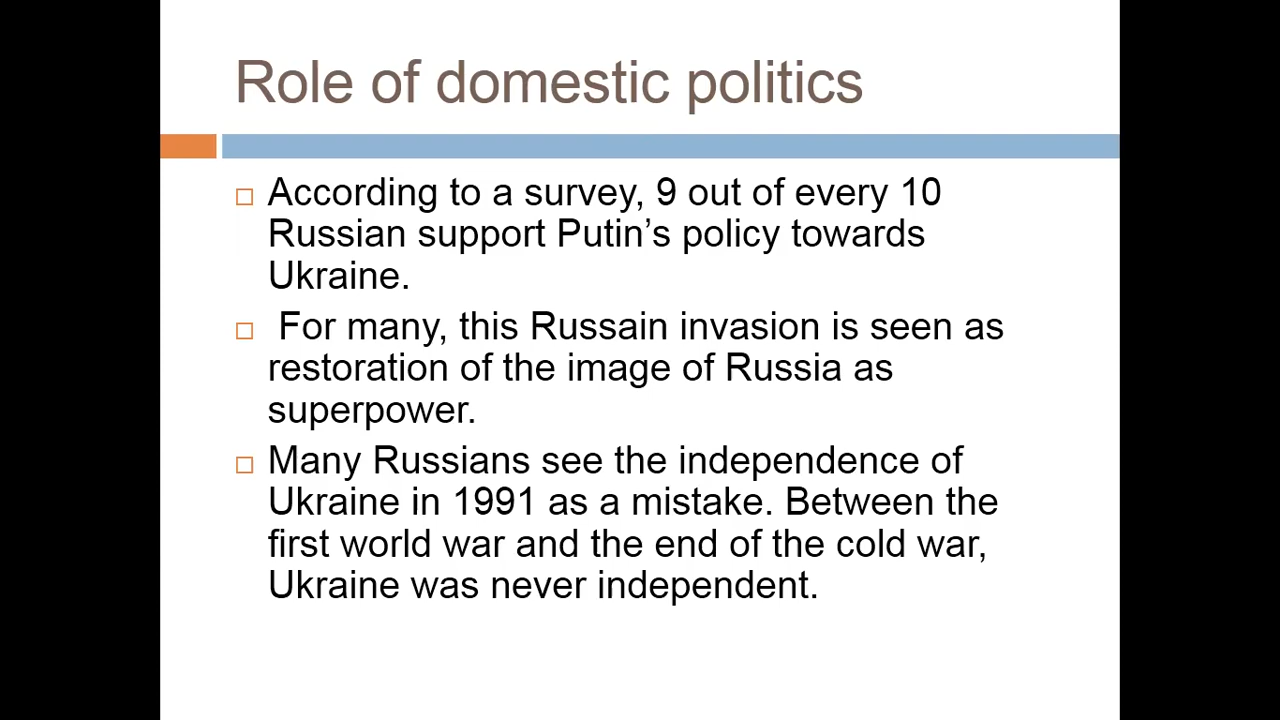 Role of domestic politics
According to a survey, 9 out of every 10
Russian support Putin’s policy towards
Ukraine.
For many, this Russain invasion is seen as
restoration of the image of Russia as
superpower.
Many Russians see the independence of
Ukraine in 1991 as a mistake. Between the
first world war and the end of the cold war,
Ukraine was never independent.